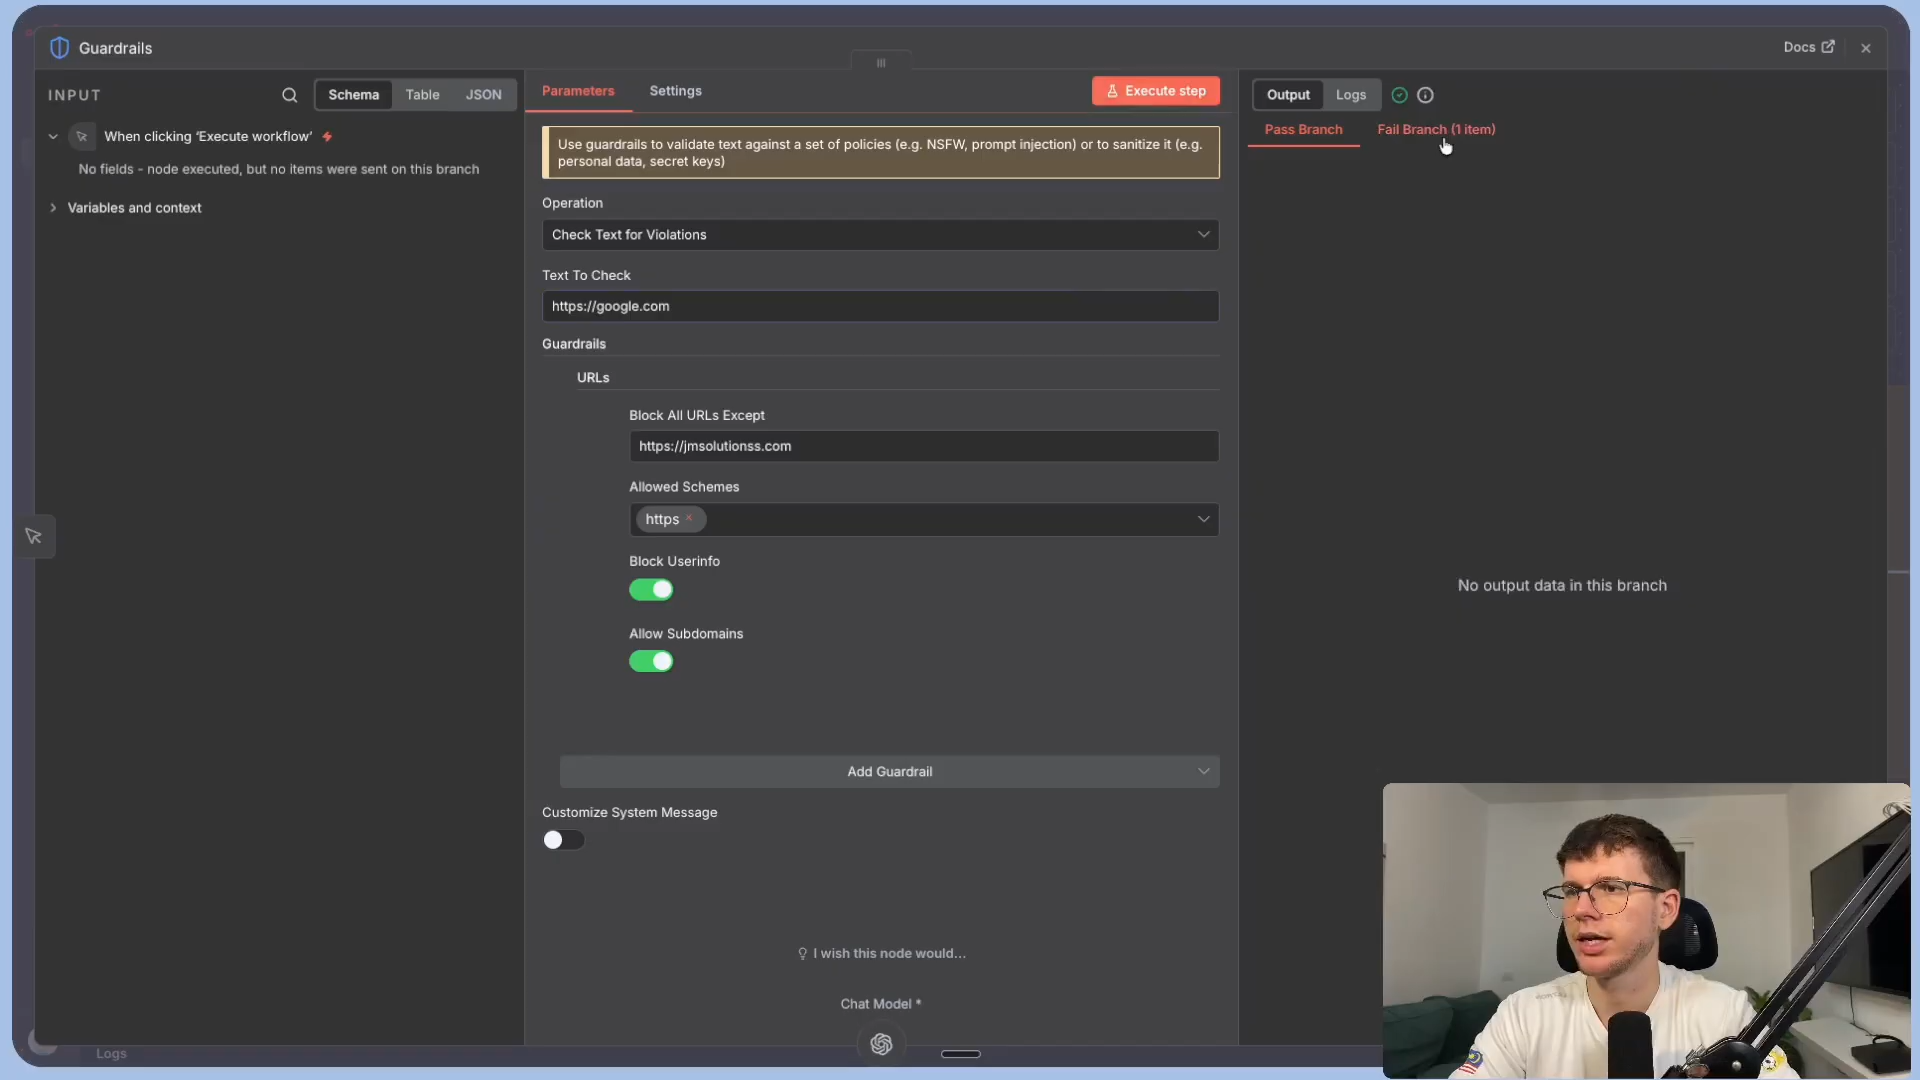 Guardrails
Docs
INPUT
Schema
Table
JSON
When clicking ‘Execute workflow’
No fields - node executed, but no items were sent on this branch
Variables and context
Parameters
Settings
Execute step
Use guardrails to validate text against a set of policies (e.g. NSFW, prompt injection) or to sanitize it (e.g.
personal data, secret keys)
Operation
Check Text for Violations
Text To Check
https://google.com
Guardrails
URLs
Block All URLs Except
https://jmsolutionss.com
Allowed Schemes
https
Block Userinfo
Allow Subdomains
Add Guardrail
Customize System Message
I wish this node would...
Chat Model *
Output
Logs
Pass Branch
Fail Branch (1 item)
No output data in this branch
Logs